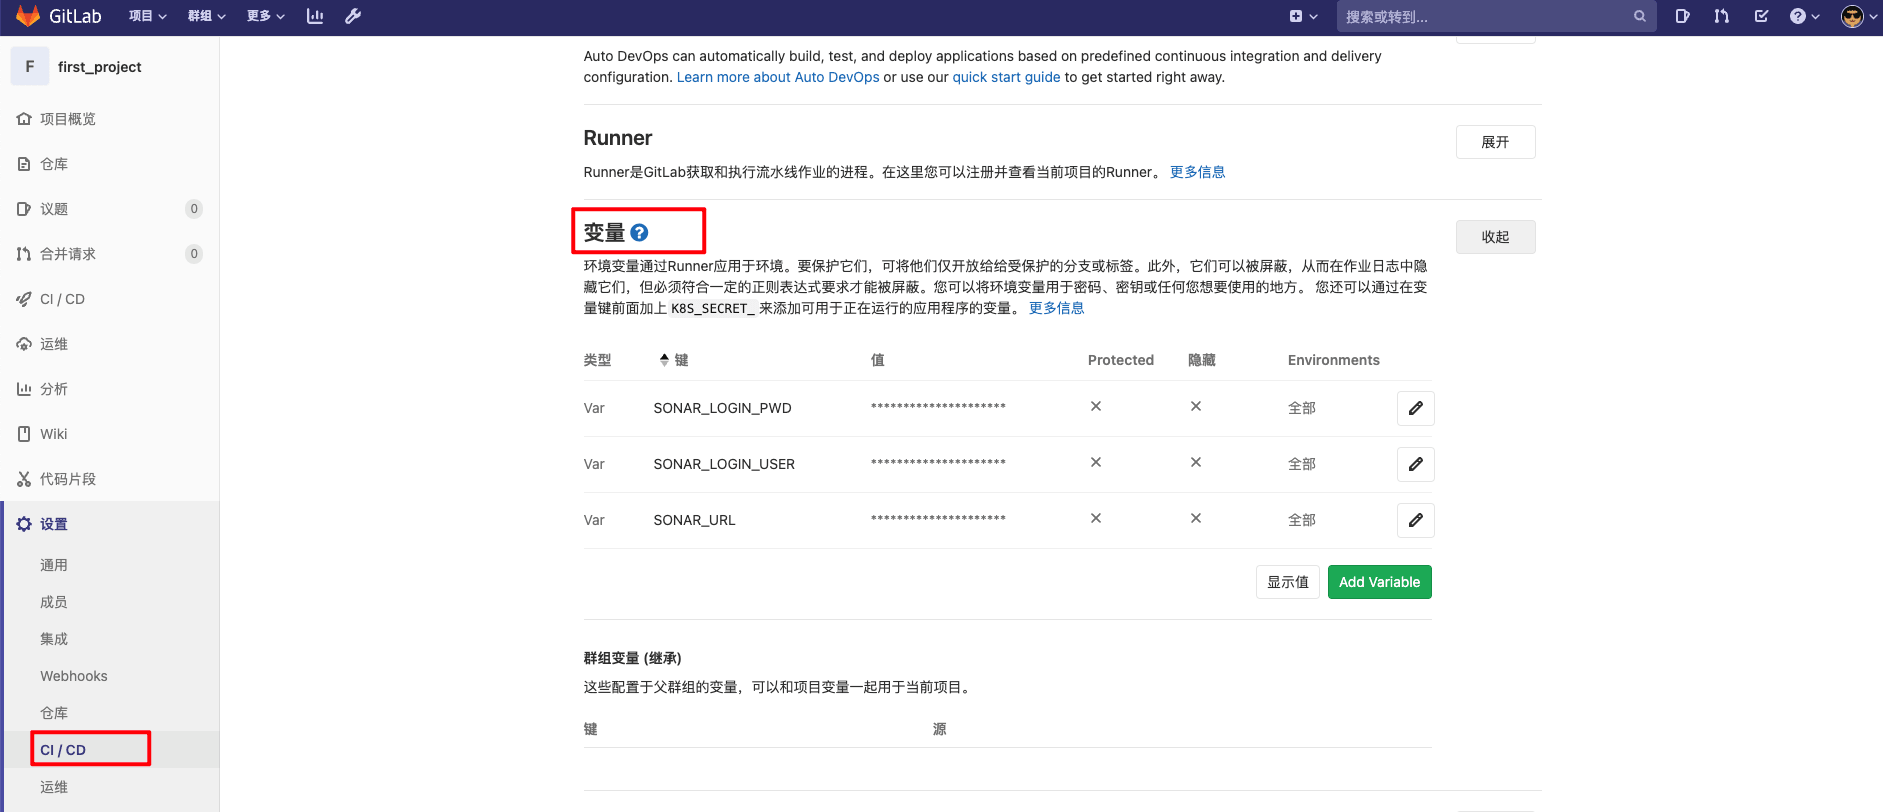 GitLab 项目 群组 更多 搜索或转到...
F first_project
项目概览
仓库
议题 0
合并请求 0
CI / CD
运维
分析
Wiki
代码片段
设置
通用
成员
集成
Webhooks
仓库
CI / CD
运维
Auto DevOps can automatically build, test, and deploy applications based on predefined continuous integration and delivery
configuration. Learn more about Auto DevOps or use our quick start guide to get started right away.
Runner
展开
Runner是GitLab获取和执行流水线作业的进程。在这里您可以注册并查看当前项目的Runner。 更多信息
变量
收起
环境变量通过Runner应用于环境。要保护它们，可将他们仅开放给给受保护的分支或标签。此外，它们可以被屏蔽，从而在作业日志中隐
藏它们，但必须符合一定的正则表达式要求才能被屏蔽。您可以将环境变量用于密码、密钥或任何您想要使用的地方。 您还可以通过在变
量键前面加上 K8S_SECRET_ 来添加可用于正在运行的应用程序的变量。 更多信息
类型 键 值 Protected 隐藏 Environments
Var SONAR_LOGIN_PWD ********************* 全部
Var SONAR_LOGIN_USER ********************* 全部
Var SONAR_URL ********************* 全部
显示值 Add Variable
群组变量 (继承)
这些配置于父群组的变量，可以和项目变量一起用于当前项目。
键 源